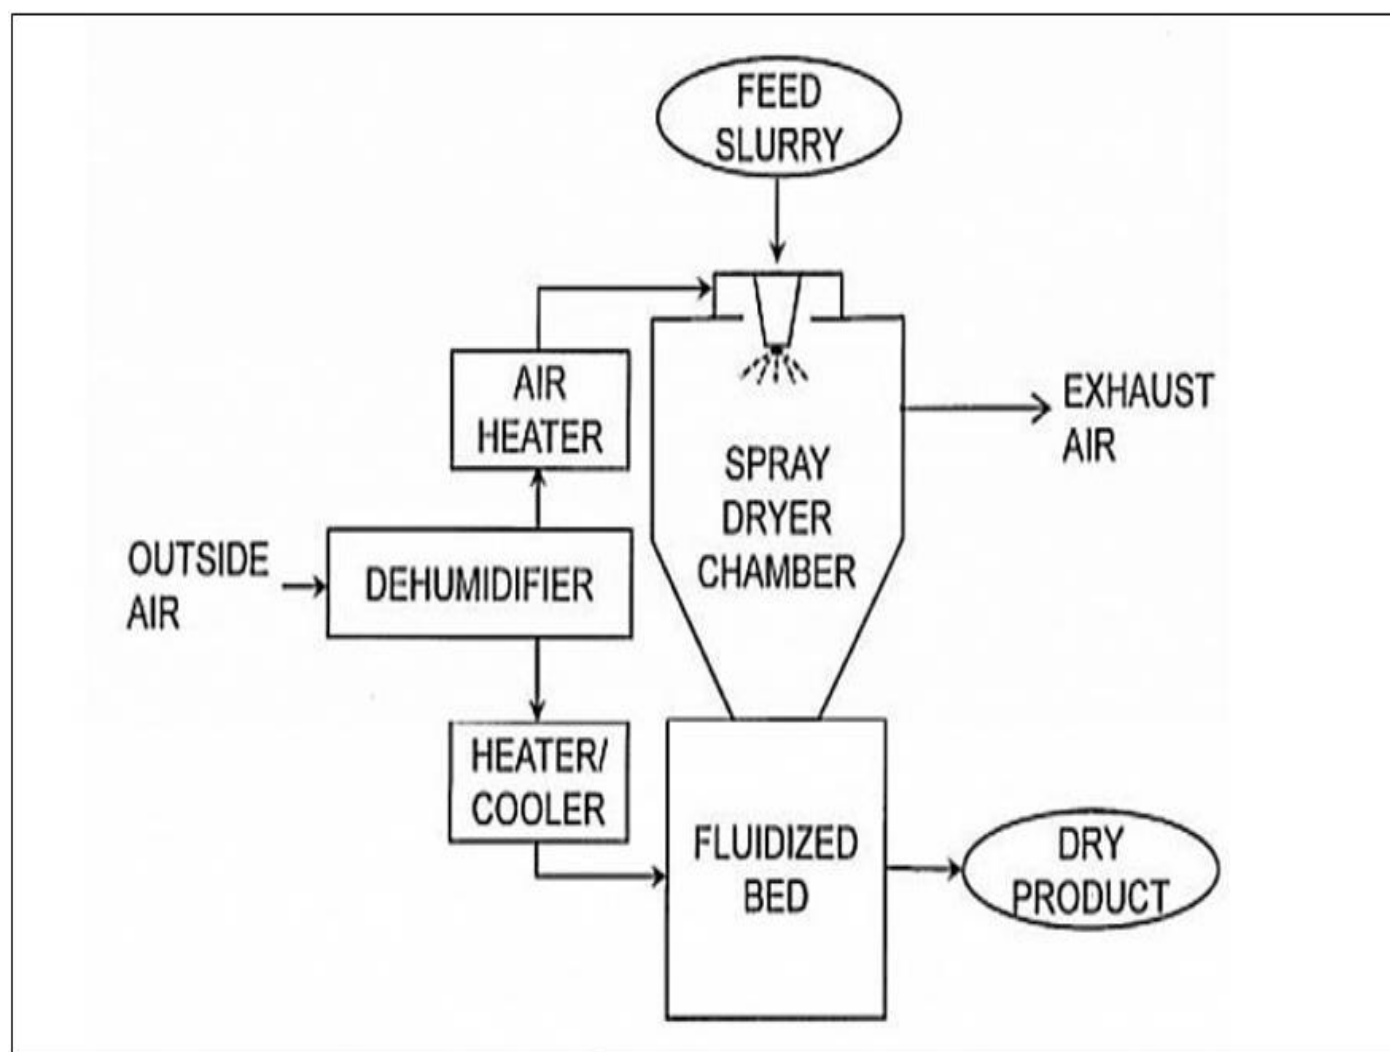 FEED
SLURRY
AIR
HEATER
EXHAUST
AIR
SPRAY
DRYER
CHAMBER
OUTSIDE
AIR
DEHUMIDIFIER
HEATER/
COOLER
FLUIDIZED
BED
DRY
PRODUCT